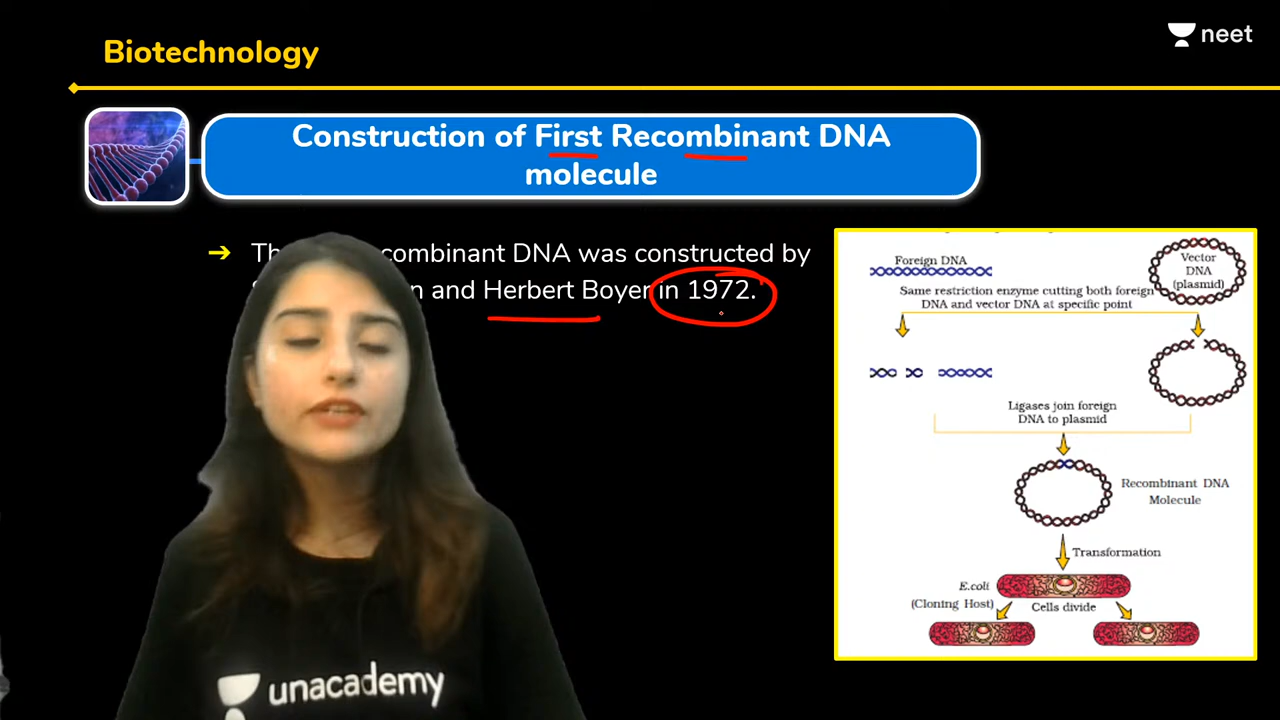 Biotechnology
neet
Construction of First Recombinant DNA
molecule
combinant DNA was constructed by
and Herbert Boyer in 1972.
Foreign DNA
Vector
DNA
(plasmid)
Same restriction enzyme cutting both foreign
DNA and vector DNA at specific point
Ligases join foreign
DNA to plasmid
Recombinant DNA
Molecule
Transformation
E.coli
(Cloning Host)
Cells divide
unacademy